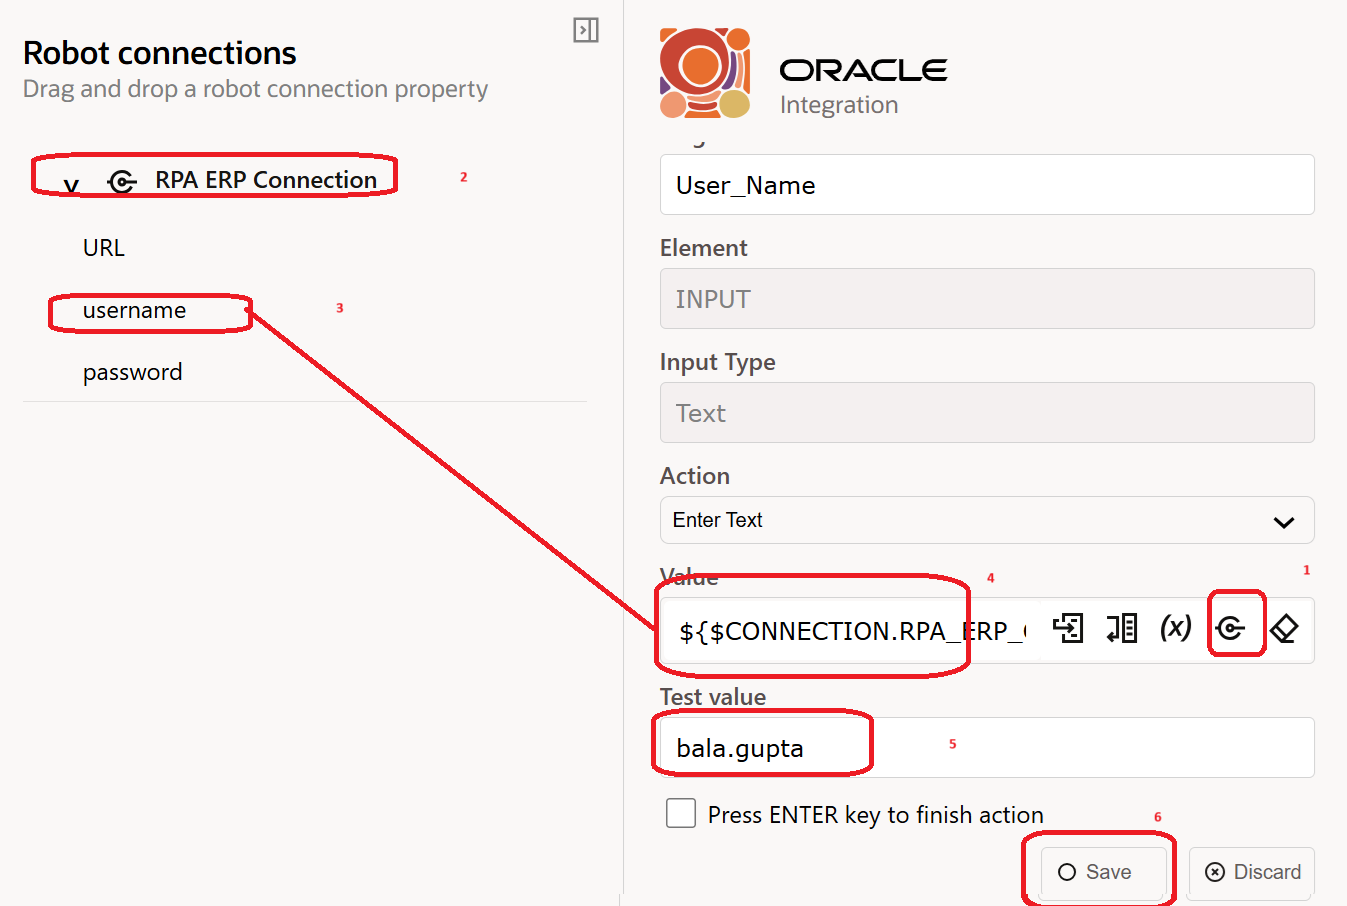 Robot connections
Drag and drop a robot connection property
RPA ERP Connection
2
URL
username
3
password
ORACLE
Integration
User_Name
Element
INPUT
Input Type
Text
Action
Enter Text
Value
4
1
${$CONNECTION.RPA_ERP_
(x)
Test value
bala.gupta
5
Press ENTER key to finish action
6
Save
Discard